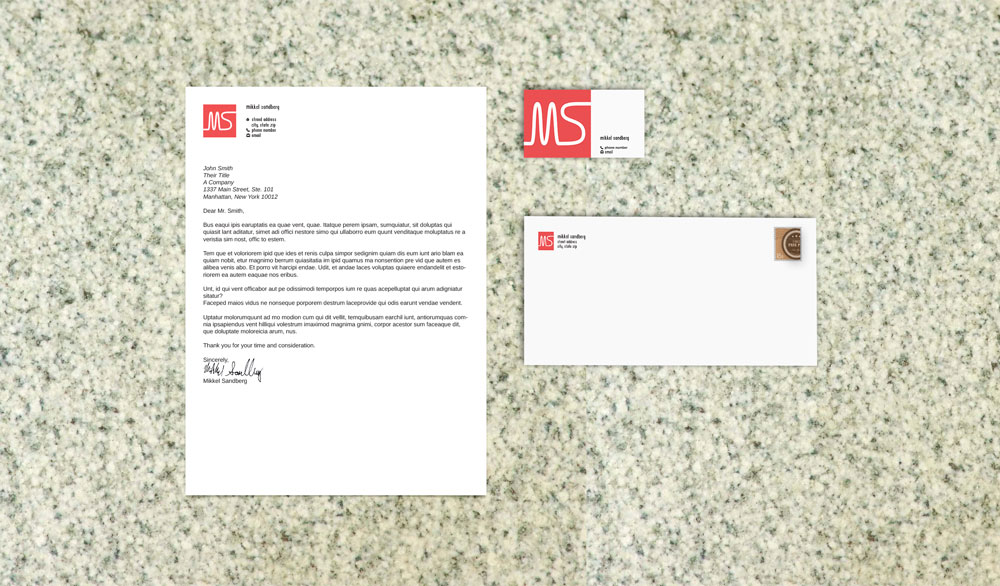 MS
mikkel sandberg
street address
city, state zip
phone number
email
John Smith
Their Title
A Company
1337 Main Street, Ste. 101
Manhattan, New York 10012
Dear Mr. Smith,
Bus eaqui ipis earuptatis ea quae vent, quae. Itatque perem ipsam, sumquiatur, sit doluptas qui
quiasit lant aditatur, simet adi offici nestore simo qui ullaborro eum quunt venditaque moluptatus re a
veristia sim nost, offic to estem.
Tem que et voloriorem ipid que ides et renis culpa simpor sedignim quiam dis eum iunt ario blam ea
quiam nobit, etur magnimo berrum quiasitatia im ipid quamus ma nonsention pre vid que autem es
alibea venis abo. Et porro vit harcipi endae. Udit, et andae laces voluptas quiaere endandelit et esto-
riorem ea autem eaquae nos eribus.
Unt, id qui vent officabor aut pe odissimodi temporpos ium re quas acepelluptat qui arum adigniatur
sitatur?
Faceped maios vidus ne nonseque porporem destrum laceprovide qui odis earunt vendae vendent.
Uptatur molorumquunt ad mo modion cum qui dit vellit, temquibusam earchil iunt, antiorumquas com-
nia ipsapiendus vent hilliqui volestrum imaximod magnima gnimi, corpor acestor sum faceaque dit,
que doluptate moloreicia arum, nus.
Thank you for your time and consideration.
Sincerely,
Mikkel Sandberg
Mikkel Sandberg
MS
mikkel sandberg
phone number
email
MS
mikkel sandberg
street address
city, state zip